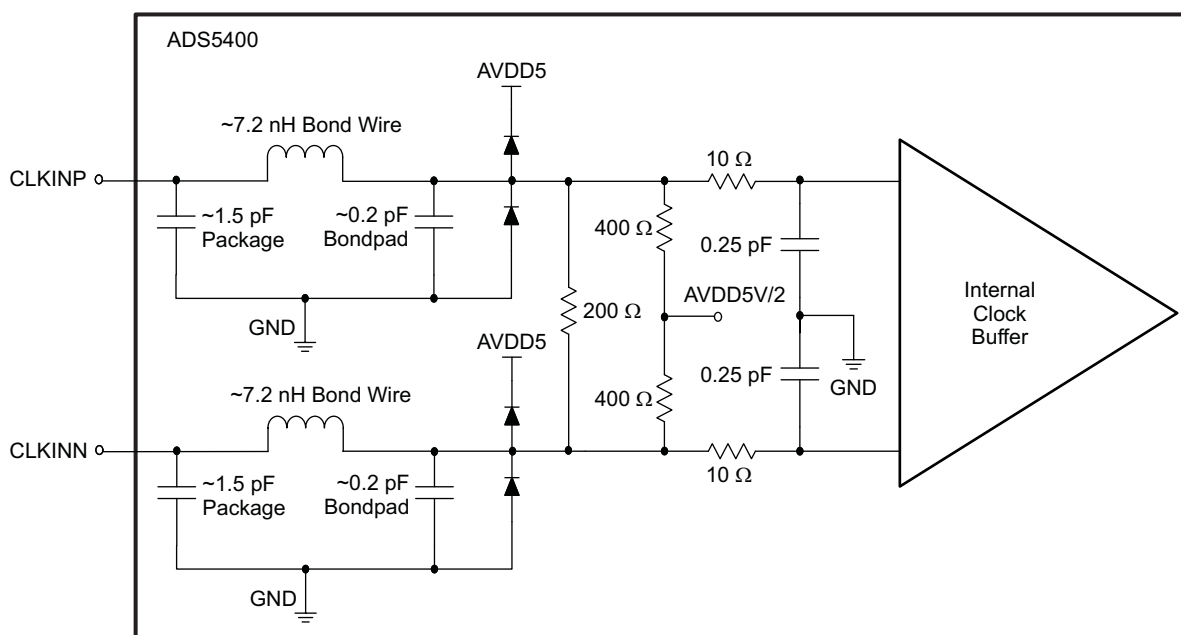 ADS5400
AVDD5
~7.2 nH Bond Wire
10 Ω
CLKINP
~1.5 pF
Package
~0.2 pF
Bondpad
400 Ω
0.25 pF
AVDD5V/2
200 Ω
Internal
Clock
Buffer
GND
AVDD5
0.25 pF
GND
~7.2 nH Bond Wire
400 Ω
CLKINN
10 Ω
~1.5 pF
Package
~0.2 pF
Bondpad
GND